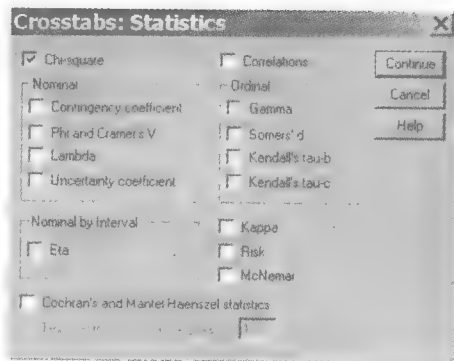 Crosstabs: Statistics
Chi-square
Correlations
Continue
Cancel
Help
Nominal
Contingency coefficient
Phi and Cramer's V
Lambda
Uncertainty coefficient
Ordinal
Gamma
Somers' d
Kendall's tau-b
Kendall's tau-c
Nominal by Interval
Eta
Kappa
Risk
McNemar
Cochran's and Mantel-Haenszel statistics